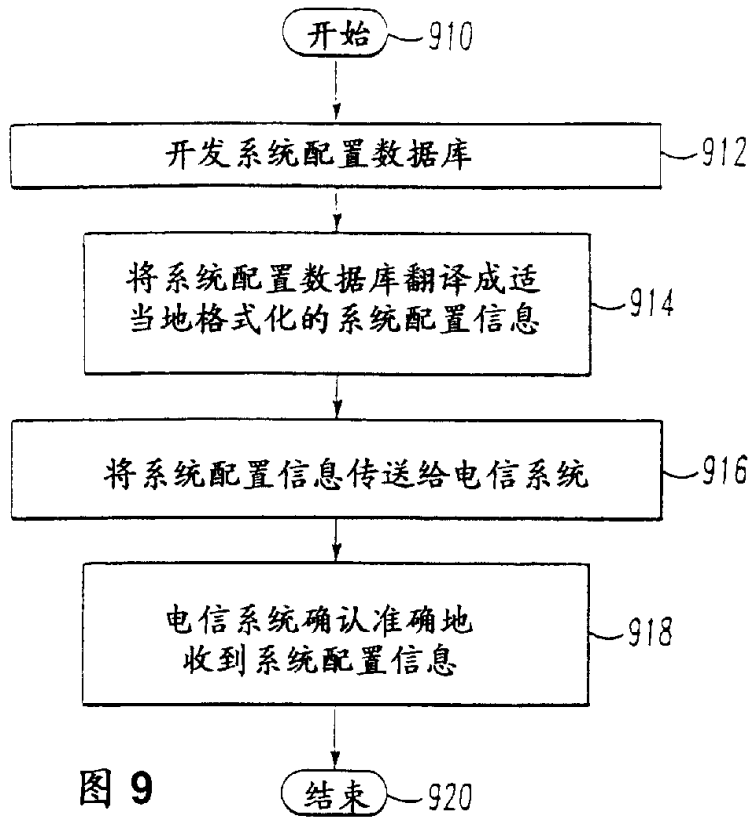 开始 910
开发系统配置数据库 912
将系统配置数据库翻译成适
当地格式化的系统配置信息 914
将系统配置信息传送给电信系统 916
电信系统确认准确地
收到系统配置信息 918
图 9
结束 920